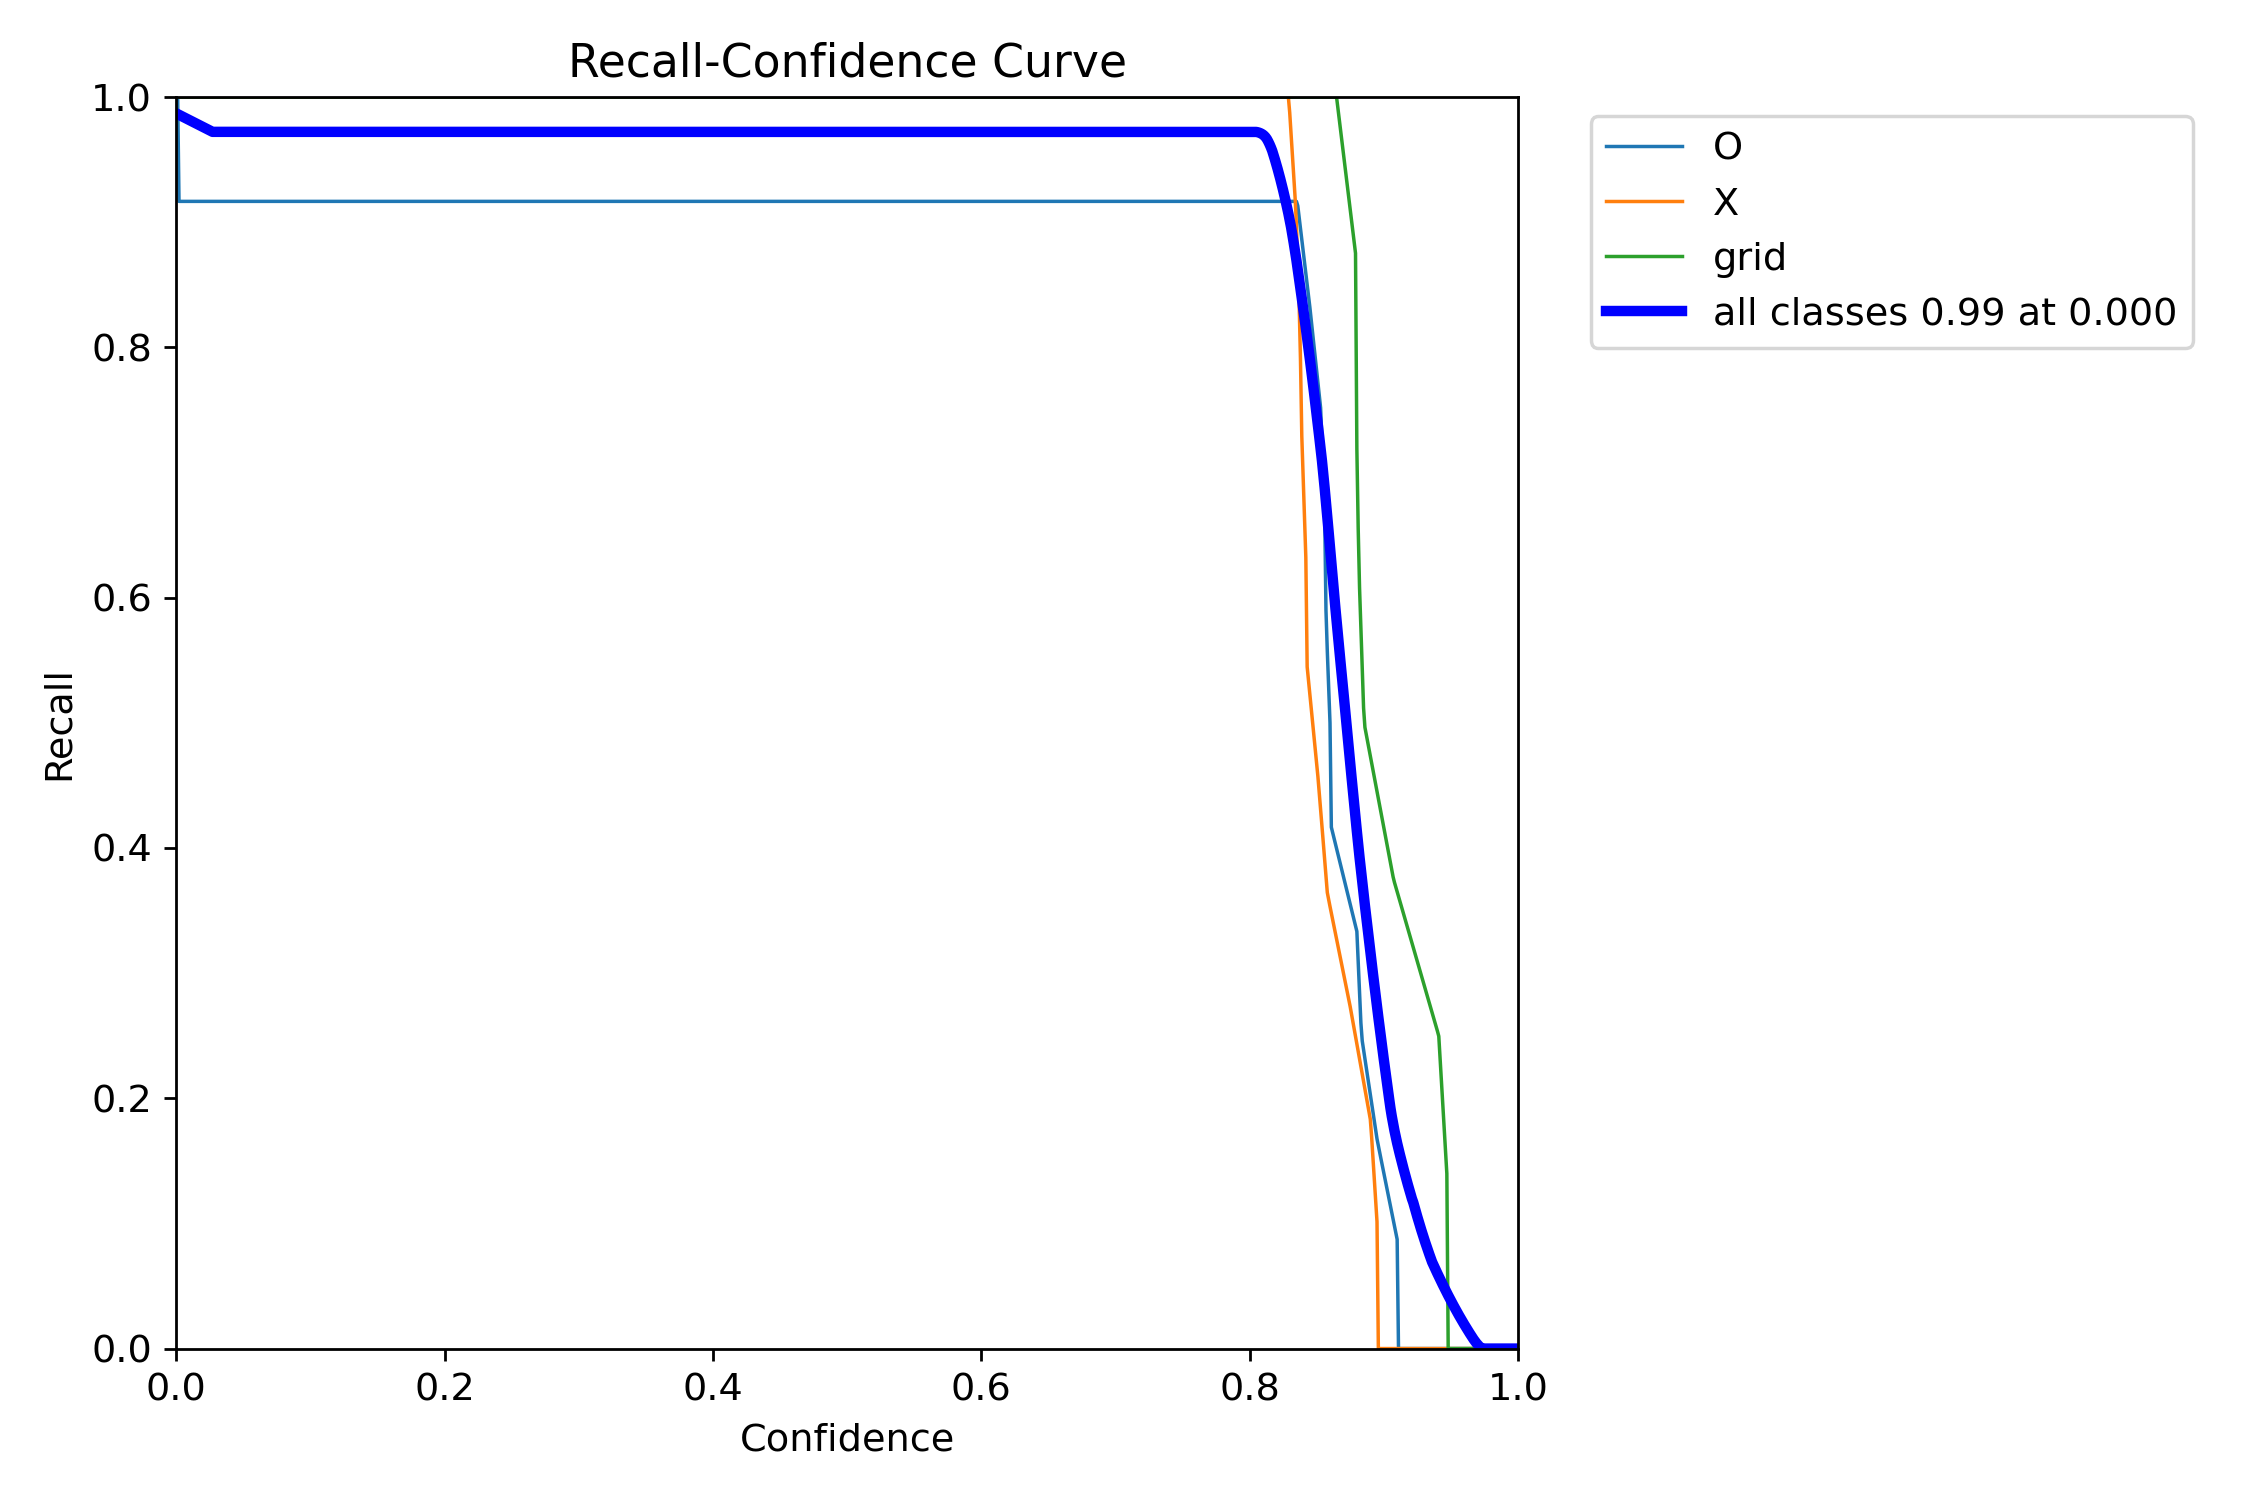 Recall-Confidence Curve
1.0
0.8
0.6
0.4
0.2
0.0
Recall
0.0 0.2 0.4 0.6 0.8 1.0
Confidence
O
X
grid
all classes 0.99 at 0.000